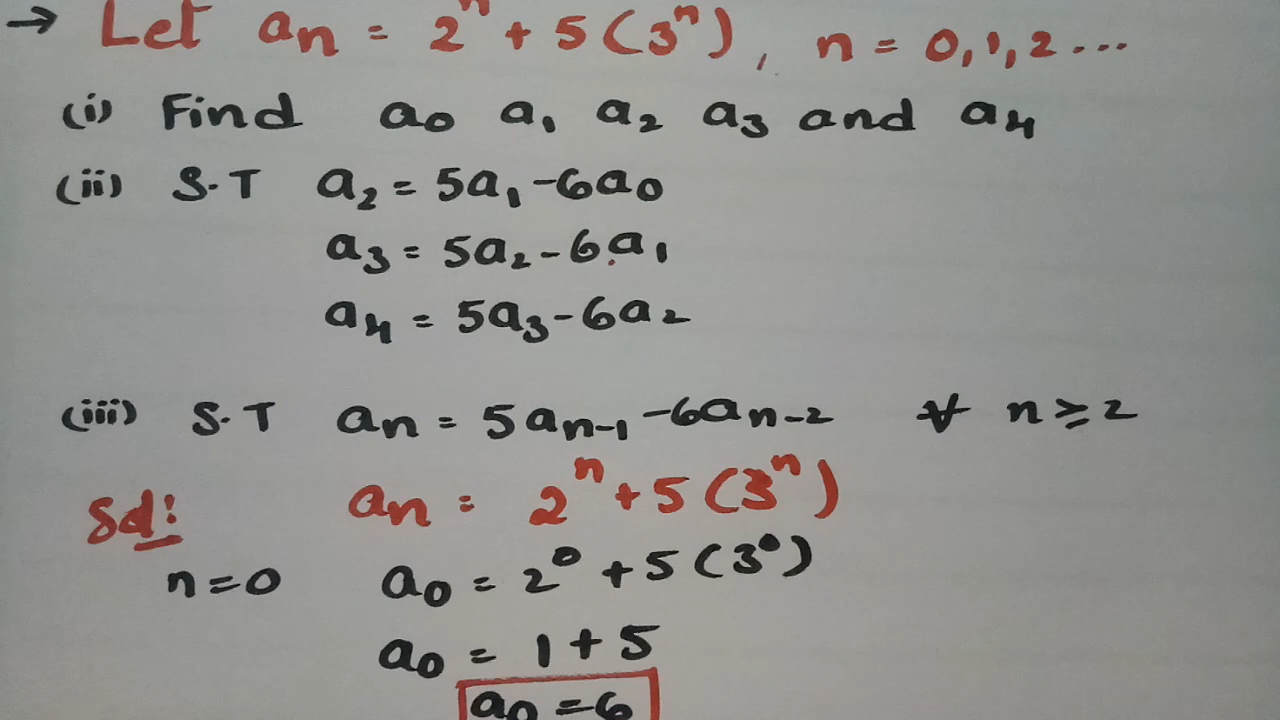 → Let aₙ = 2ⁿ + 5(3ⁿ), n = 0,1,2...
(i) Find a₀ a₁ a₂ a₃ and a₄
(ii) S.T a₂ = 5a₁ - 6a₀
a₃ = 5a₂ - 6a₁
a₄ = 5a₃ - 6a₂
(iii) S.T aₙ = 5aₙ₋₁ - 6aₙ₋₂ ∀ n ≥ 2
Sol: aₙ = 2ⁿ + 5(3ⁿ)
n=0 a₀ = 2⁰ + 5(3⁰)
a₀ = 1 + 5
a₀ = 6